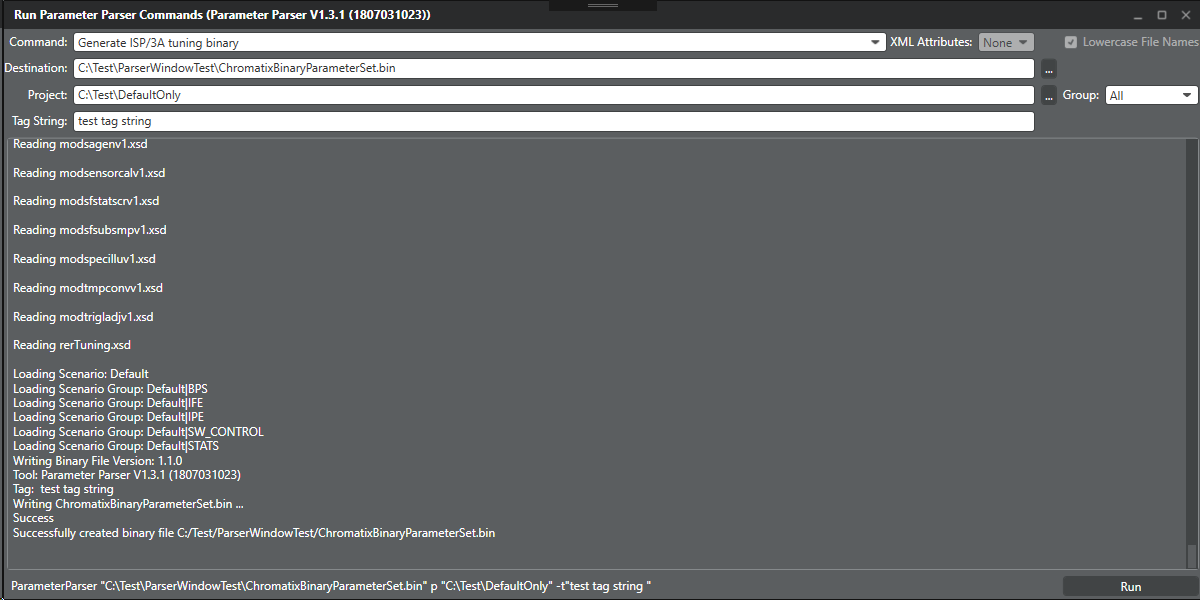 Run Parameter Parser Commands (Parameter Parser V1.3.1 (1807031023))
Command: Generate ISP/3A tuning binary XML Attributes: None Lowercase File Names
Destination: C:\Test\ParserWindowTest\ChromatixBinaryParameterSet.bin ...
Project: C:\Test\DefaultOnly ... Group: All
Tag String: test tag string
Reading modsagenv1.xsd
Reading modsensorcalv1.xsd
Reading modsfstatscrv1.xsd
Reading modsfsubsmpv1.xsd
Reading modspecilluv1.xsd
Reading modtmpconvv1.xsd
Reading modtrigladjv1.xsd
Reading rerTuning.xsd
Loading Scenario: Default
Loading Scenario Group: Default|BPS
Loading Scenario Group: Default|IFE
Loading Scenario Group: Default|IPE
Loading Scenario Group: Default|SW_CONTROL
Loading Scenario Group: Default|STATS
Writing Binary File Version: 1.1.0
Tool: Parameter Parser V1.3.1 (1807031023)
Tag: test tag string
Writing ChromatixBinaryParameterSet.bin ...
Success
Successfully created binary file C:/Test/ParserWindowTest/ChromatixBinaryParameterSet.bin
ParameterParser "C:\Test\ParserWindowTest\ChromatixBinaryParameterSet.bin" p "C:\Test\DefaultOnly" -t"test tag string " Run